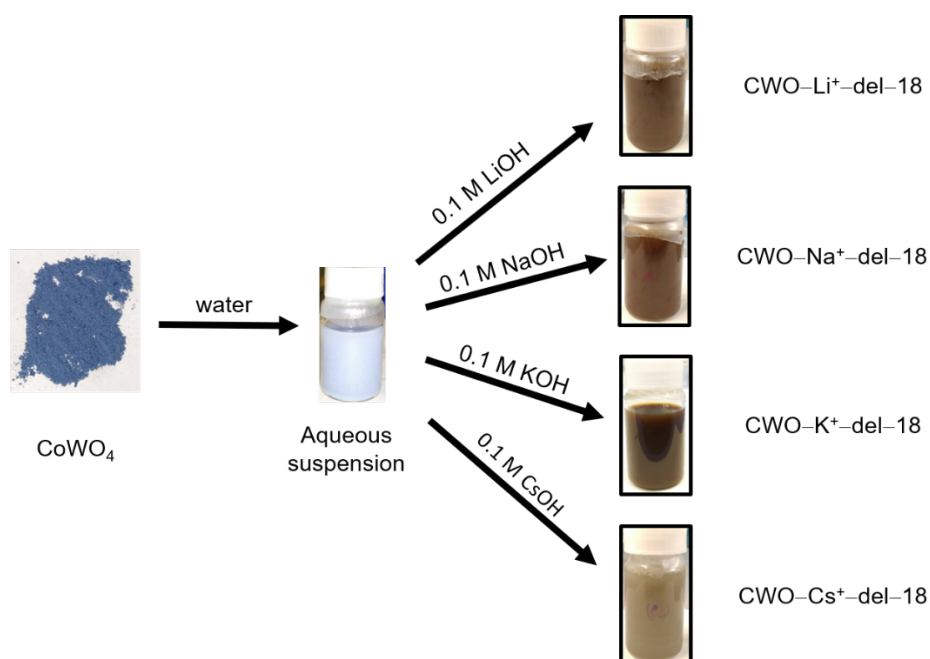 CoWO₄
water
Aqueous
suspension
0.1 M LiOH
0.1 M NaOH
0.1 M KOH
0.1 M CsOH
CWO–Li⁺–del–18
CWO–Na⁺–del–18
CWO–K⁺–del–18
CWO–Cs⁺–del–18